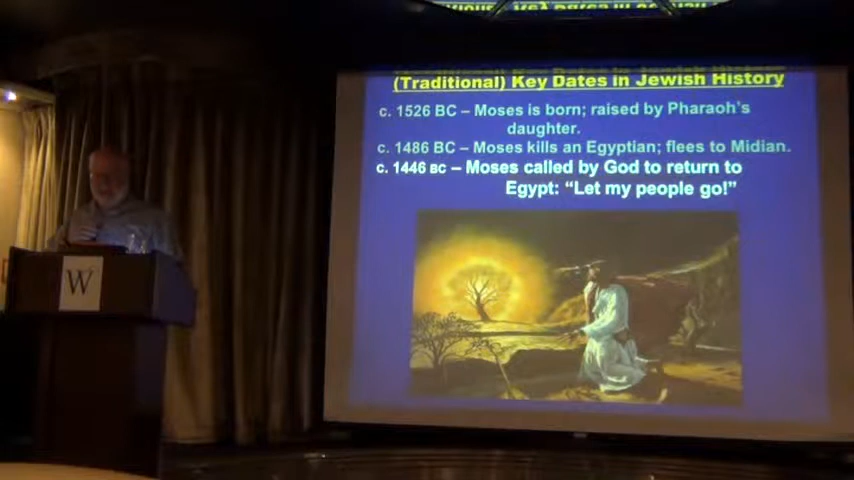 (Traditional) Key Dates in Jewish History
c. 1526 BC – Moses is born; raised by Pharaoh's
daughter.
c. 1486 BC – Moses kills an Egyptian; flees to Midian.
c. 1446 BC – Moses called by God to return to
Egypt: “Let my people go!”
W